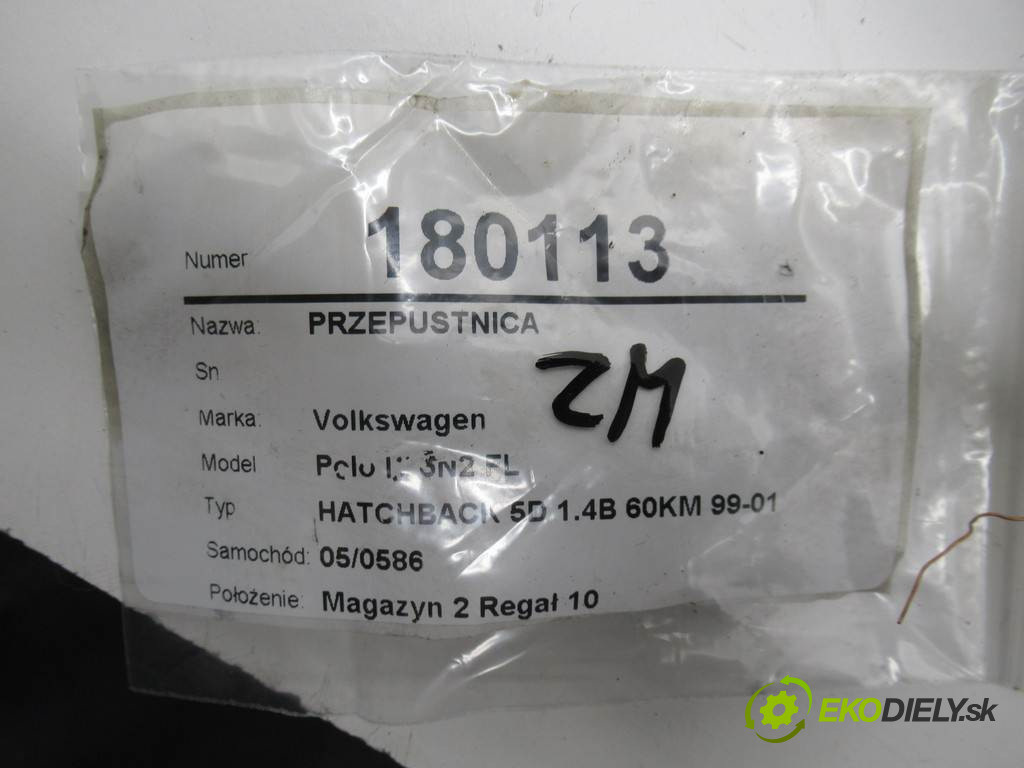 Numer 180113
Nazwa: PRZEPUSTNICA
Sn
ZM
Marka: Volkswagen
Model FL
Typ HATCHBACK 5D 1.4B 60KM 99-01
Samochód: 05/0586
Położenie: Magazyn 2 Regał 10
EKODIELY.sk